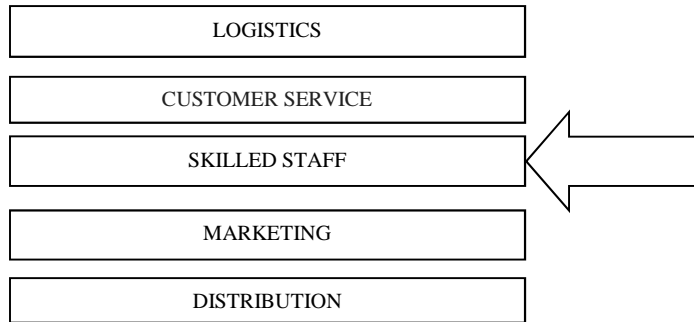 LOGISTICS
CUSTOMER SERVICE
SKILLED STAFF
MARKETING
DISTRIBUTION